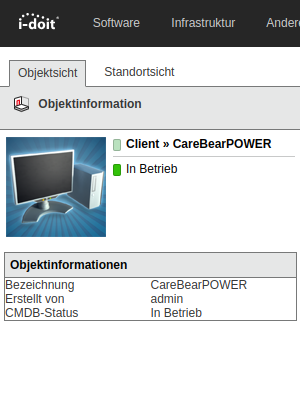 i-doit
Software Infrastruktur
Objektsicht Standortsicht
Objektinformation
Client » CareBearPOWER
In Betrieb
Objektinformationen
Bezeichnung CareBearPOWER
Erstellt von admin
CMDB-Status In Betrieb